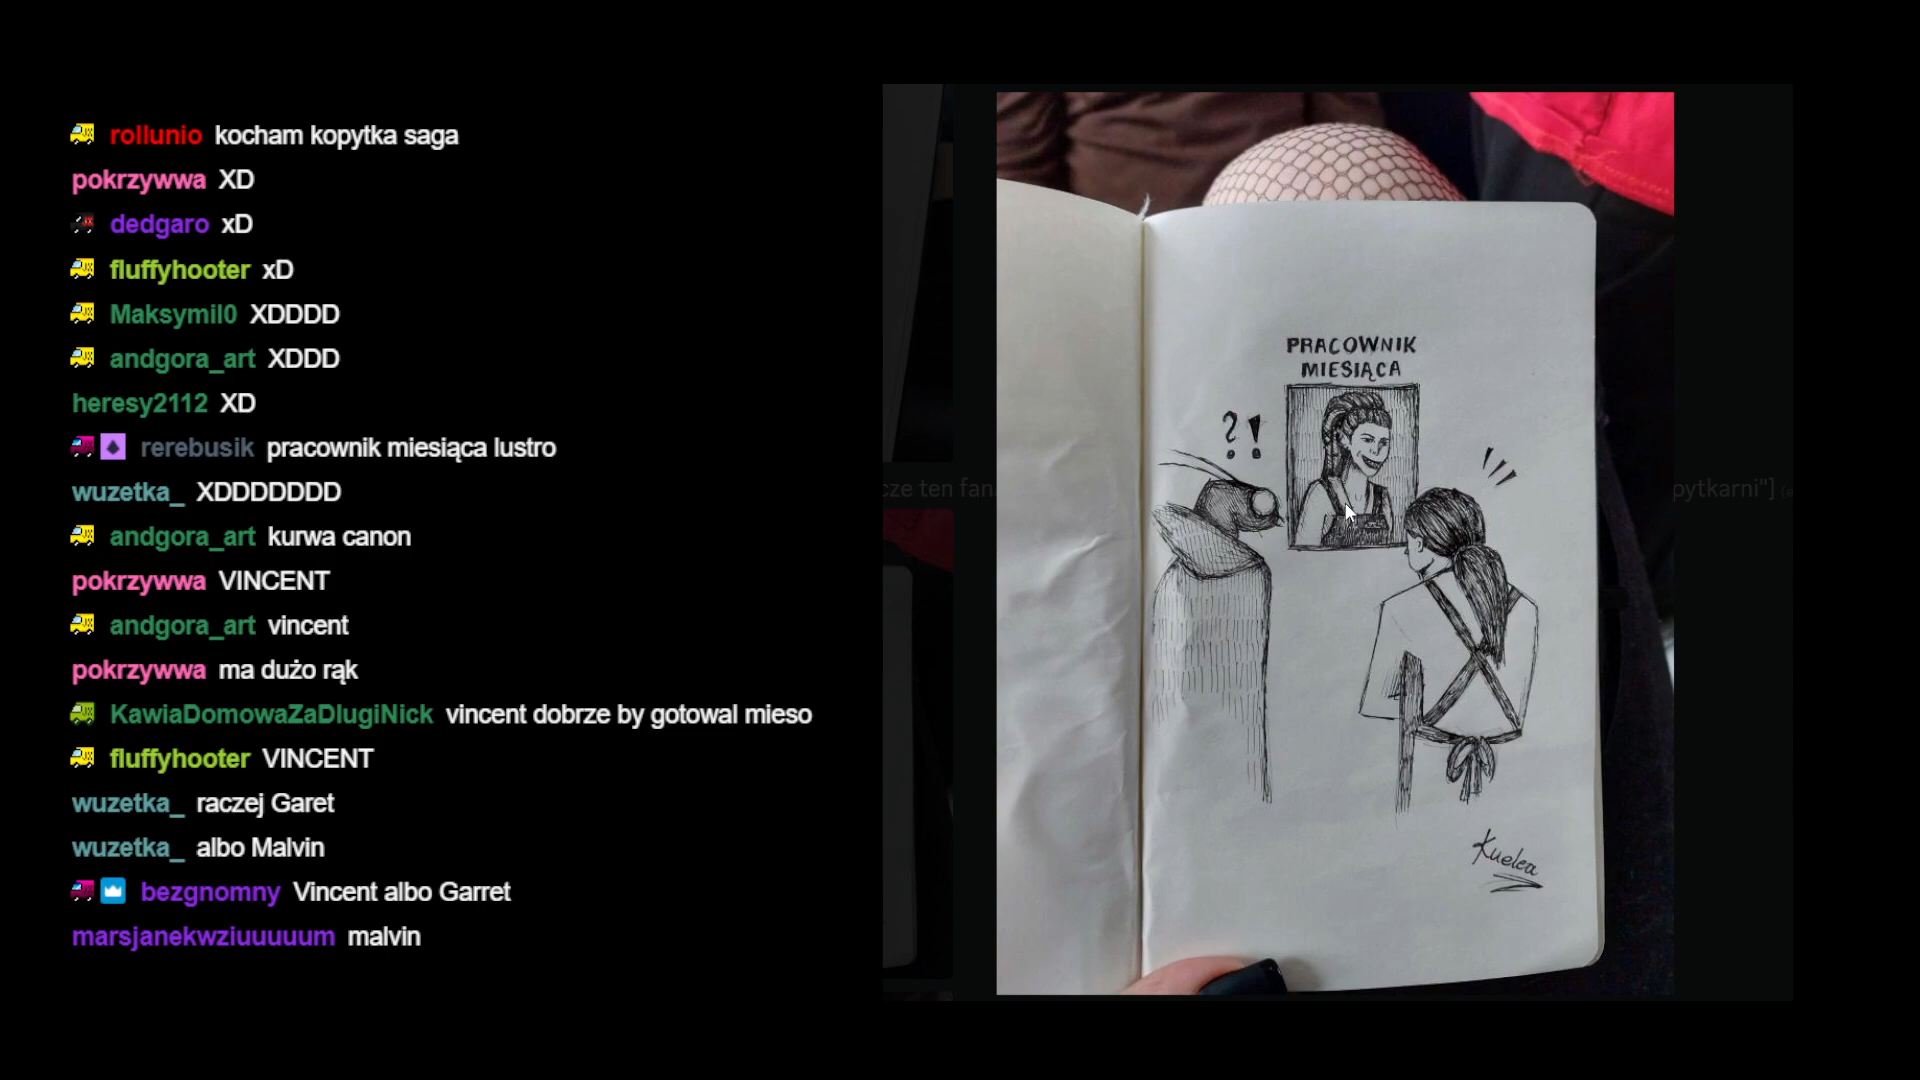 rollunio kocham kopytka saga
pokrzywwa XD
dedgaro xD
fluffyhooter xD
Maksymil0 XDDDD
andgora_art XDDD
heresy2112 XD
rerebusik pracownik miesiąca lustro
wuzetka_ XDDDDDDD
andgora_art kurwa canon
pokrzywwa VINCENT
andgora_art vincent
pokrzywwa ma dużo rąk
KawiaDomowaZaDlugiNick vincent dobrze by gotowal mieso
fluffyhooter VINCENT
wuzetka_ raczej Garet
wuzetka_ albo Malvin
bezgnomny Vincent albo Garret
marsjanekwziuuuuum malvin
ten fan
PRACOWNIK
MIESIĄCA
?!
Kuelea